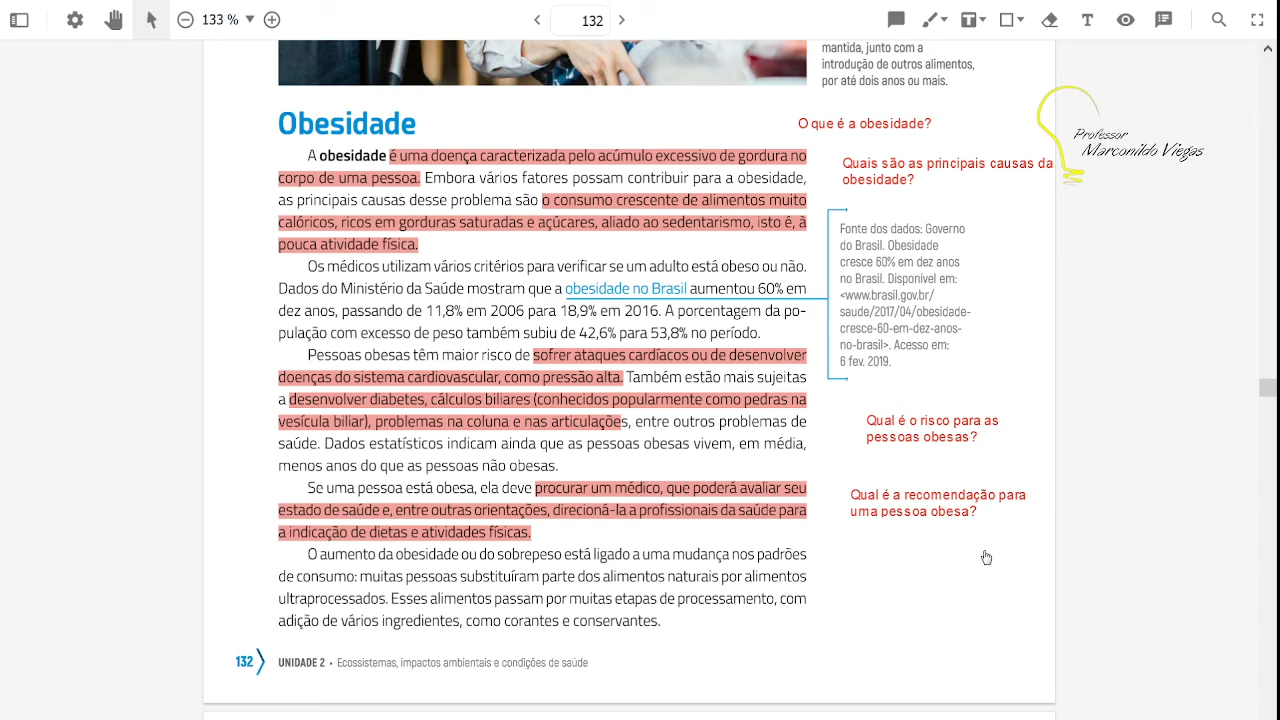 133 %
132
mantida, junto com a
introdução de outros alimentos,
por até dois anos ou mais.
Obesidade
O que é a obesidade?
Professor
Marconildo Viegas
A obesidade é uma doença caracterizada pelo acúmulo excessivo de gordura no
corpo de uma pessoa. Embora vários fatores possam contribuir para a obesidade,
as principais causas desse problema são o consumo crescente de alimentos muito
calóricos, ricos em gorduras saturadas e açúcares, aliado ao sedentarismo, isto é, à
pouca atividade física.
Quais são as principais causas da
obesidade?
Os médicos utilizam vários critérios para verificar se um adulto está obeso ou não.
Dados do Ministério da Saúde mostram que a obesidade no Brasil aumentou 60% em
dez anos, passando de 11,8% em 2006 para 18,9% em 2016. A porcentagem da po-
pulação com excesso de peso também subiu de 42,6% para 53,8% no período.
Fonte dos dados: Governo
do Brasil. Obesidade
cresce 60% em dez anos
no Brasil. Disponível em:
<www.brasil.gov.br/
saude/2017/04/obesidade-
cresce-60-em-dez-anos-
no-brasil>. Acesso em:
6 fev. 2019.
Pessoas obesas têm maior risco de sofrer ataques cardíacos ou de desenvolver
doenças do sistema cardiovascular, como pressão alta. Também estão mais sujeitas
a desenvolver diabetes, cálculos biliares (conhecidos popularmente como pedras na
vesícula biliar), problemas na coluna e nas articulações, entre outros problemas de
saúde. Dados estatísticos indicam ainda que as pessoas obesas vivem, em média,
menos anos do que as pessoas não obesas.
Qual é o risco para as
pessoas obesas?
Se uma pessoa está obesa, ela deve procurar um médico, que poderá avaliar seu
estado de saúde e, entre outras orientações, direcioná-la a profissionais da saúde para
a indicação de dietas e atividades físicas.
Qual é a recomendação para
uma pessoa obesa?
O aumento da obesidade ou do sobrepeso está ligado a uma mudança nos padrões
de consumo: muitas pessoas substituíram parte dos alimentos naturais por alimentos
ultraprocessados. Esses alimentos passam por muitas etapas de processamento, com
adição de vários ingredientes, como corantes e conservantes.
132 UNIDADE 2 • Ecossistemas, impactos ambientais e condições de saúde